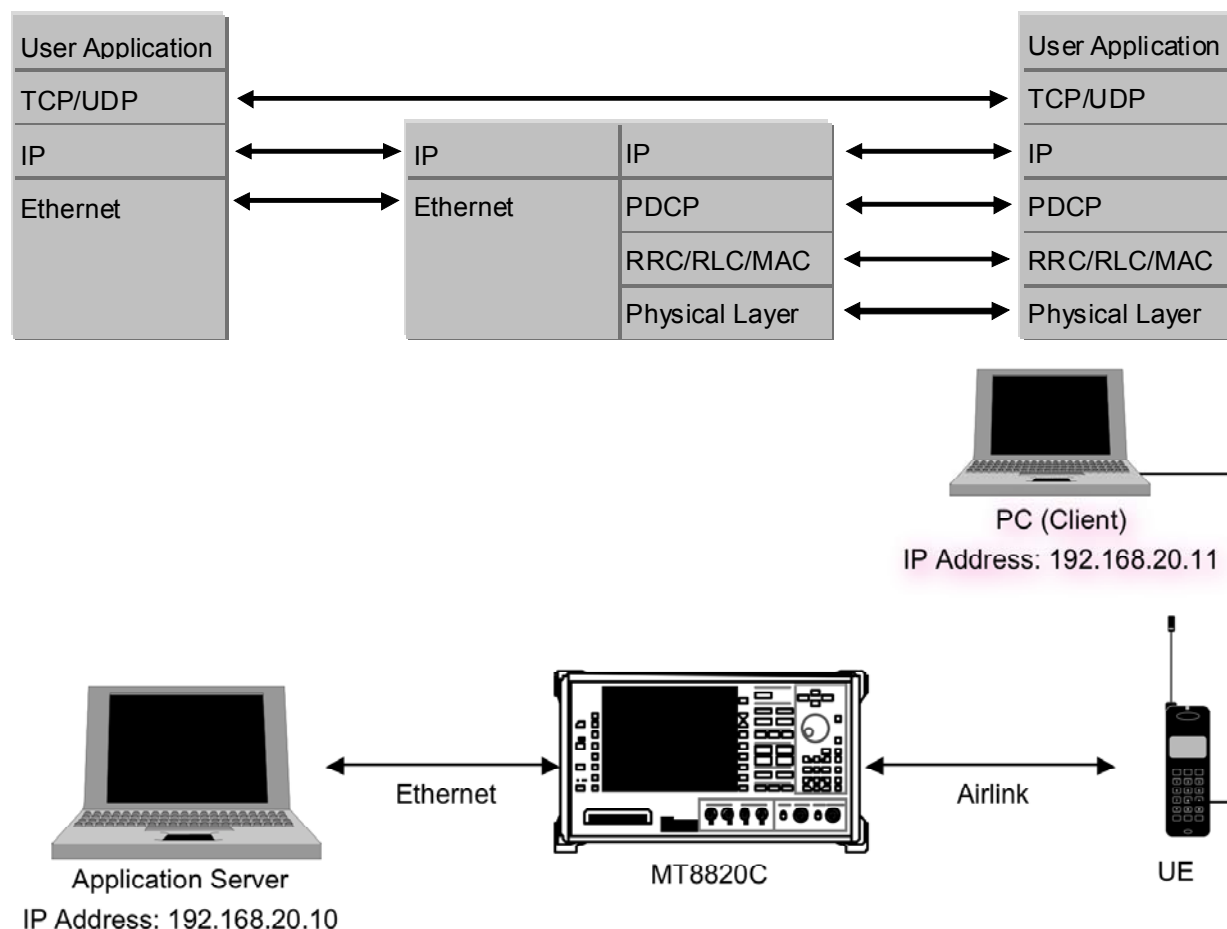 User Application
TCP/UDP
IP
Ethernet
IP
Ethernet
IP
PDCP
RRC/RLC/MAC
Physical Layer
User Application
TCP/UDP
IP
PDCP
RRC/RLC/MAC
Physical Layer
PC (Client)
IP Address: 192.168.20.11
Ethernet
Airlink
Application Server
IP Address: 192.168.20.10
MT8820C
UE